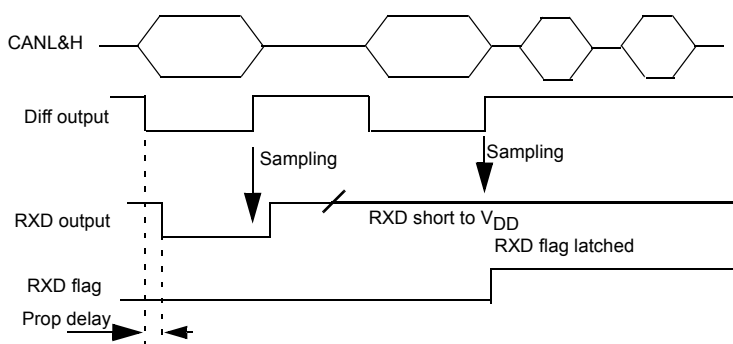 CANL&H
Diff output
Sampling
Sampling
RXD output
RXD short to VDD
RXD flag latched
RXD flag
Prop delay